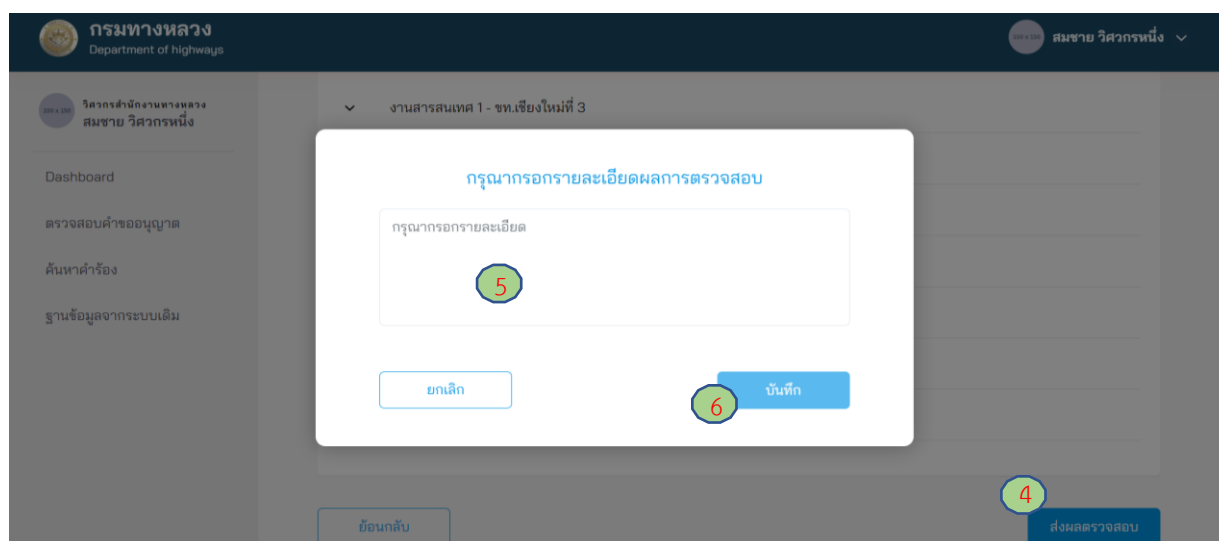 กรมทางหลวง
Department of highways
สมชาย วิศวกรหนึ่ง
วิศวกรสำนักงานทางหลวง
สมชาย วิศวกรหนึ่ง
งานสารสนเทศ 1 - ขท.เชียงใหม่ที่ 3
Dashboard
ตรวจสอบคำขออนุญาต
ค้นหาคำร้อง
ฐานข้อมูลจากระบบเดิม
กรุณากรอกรายละเอียดผลการตรวจสอบ
กรุณากรอกรายละเอียด
5
ยกเลิก
บันทึก
6
4
ย้อนกลับ
ส่งผลตรวจสอบ